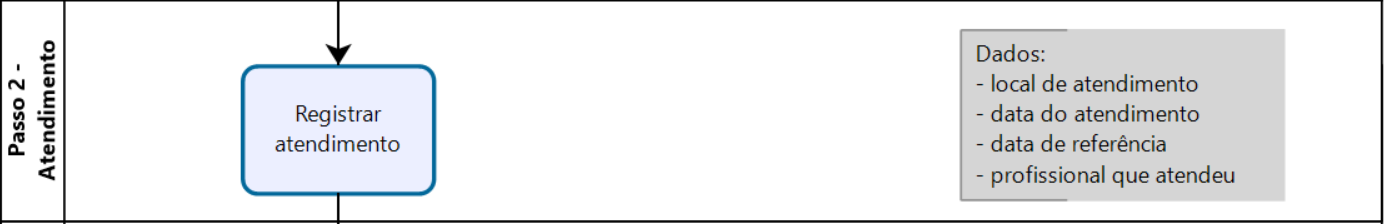 Passo 2 -
Atendimento
Registrar
atendimento
Dados:
- local de atendimento
- data do atendimento
- data de referência
- profissional que atendeu